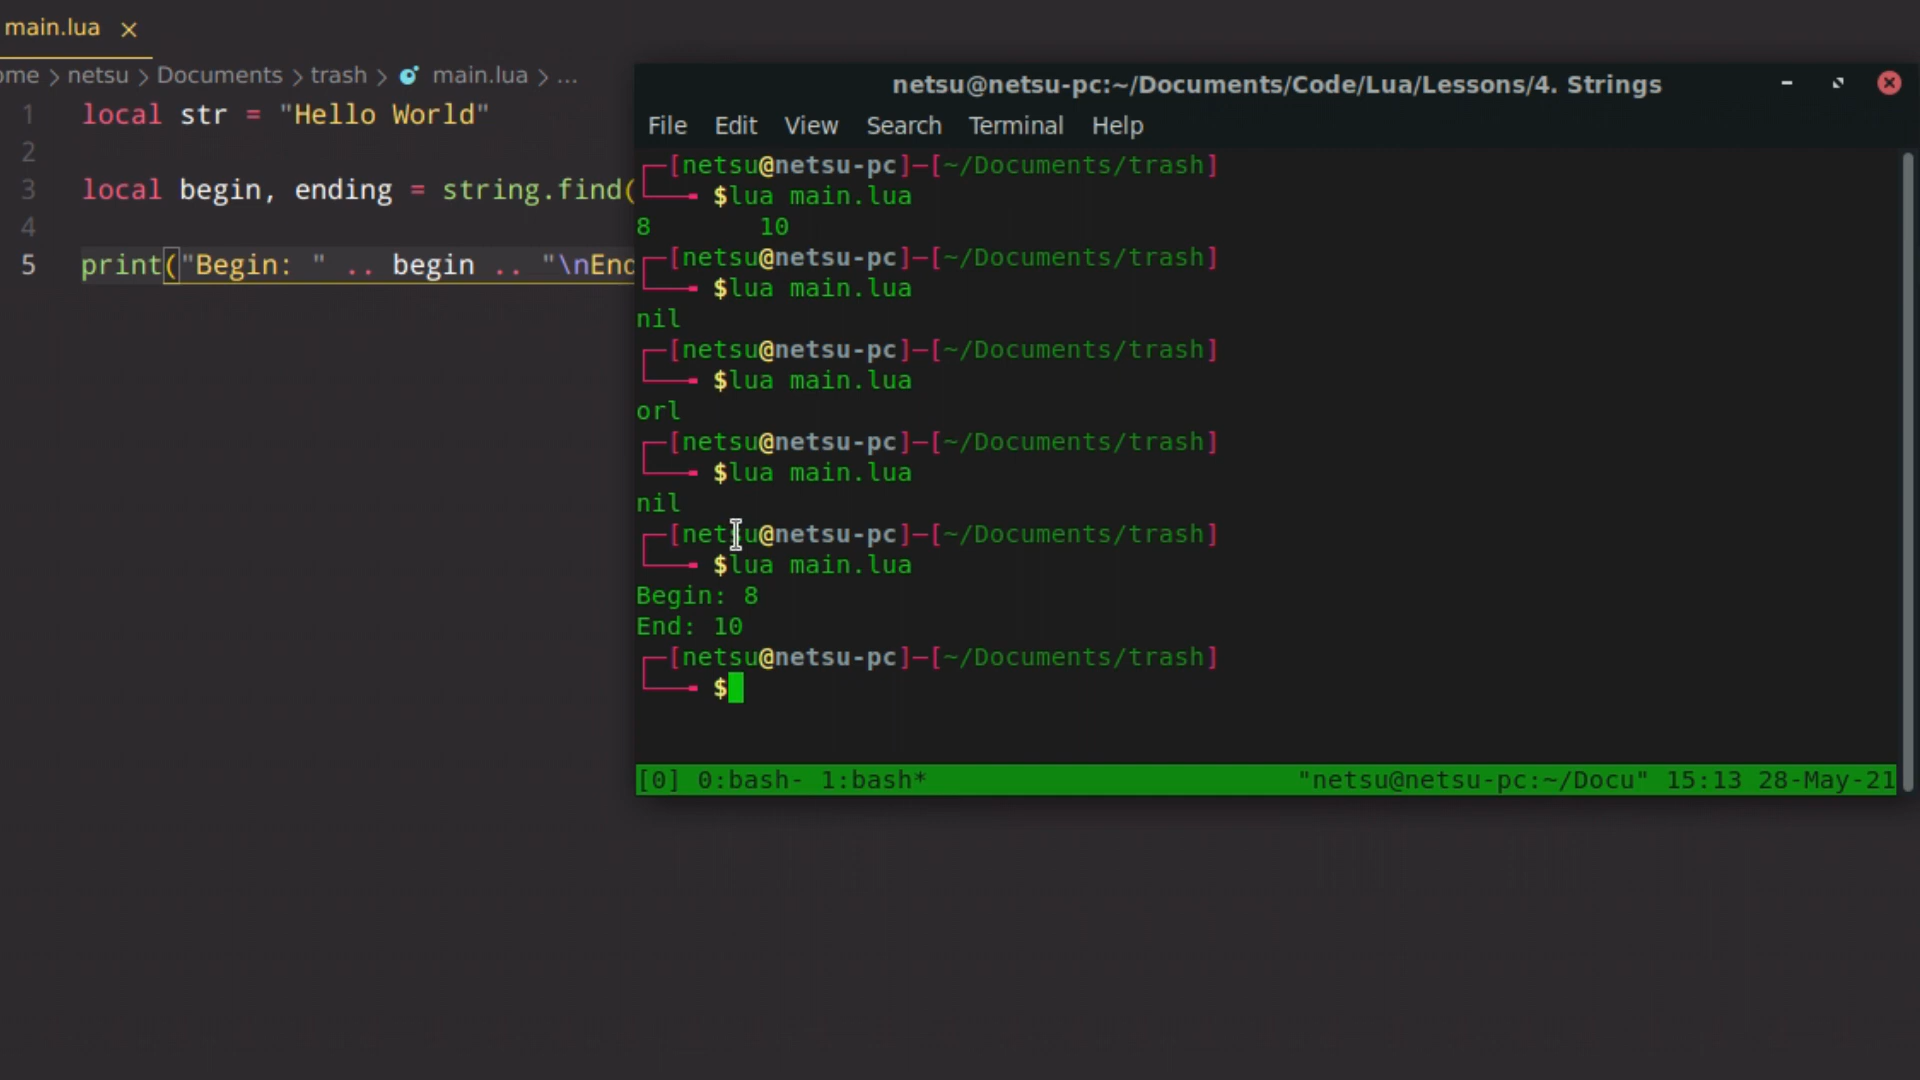 main.lua ×
ome > netsu > Documents > trash > main.lua > ...
1 local str = "Hello World"
2
3 local begin, ending = string.find(
4
5 print("Begin: " .. begin .. "\nEnd
netsu@netsu-pc:~/Documents/Code/Lua/Lessons/4. Strings
File Edit View Search Terminal Help
┌─[netsu@netsu-pc]─[~/Documents/trash]
└──╼ $lua main.lua
8 10
┌─[netsu@netsu-pc]─[~/Documents/trash]
└──╼ $lua main.lua
nil
┌─[netsu@netsu-pc]─[~/Documents/trash]
└──╼ $lua main.lua
orl
┌─[netsu@netsu-pc]─[~/Documents/trash]
└──╼ $lua main.lua
nil
┌─[netsu@netsu-pc]─[~/Documents/trash]
└──╼ $lua main.lua
Begin: 8
End: 10
┌─[netsu@netsu-pc]─[~/Documents/trash]
└──╼ $
[0] 0:bash- 1:bash* "netsu@netsu-pc:~/Docu" 15:13 28-May-21